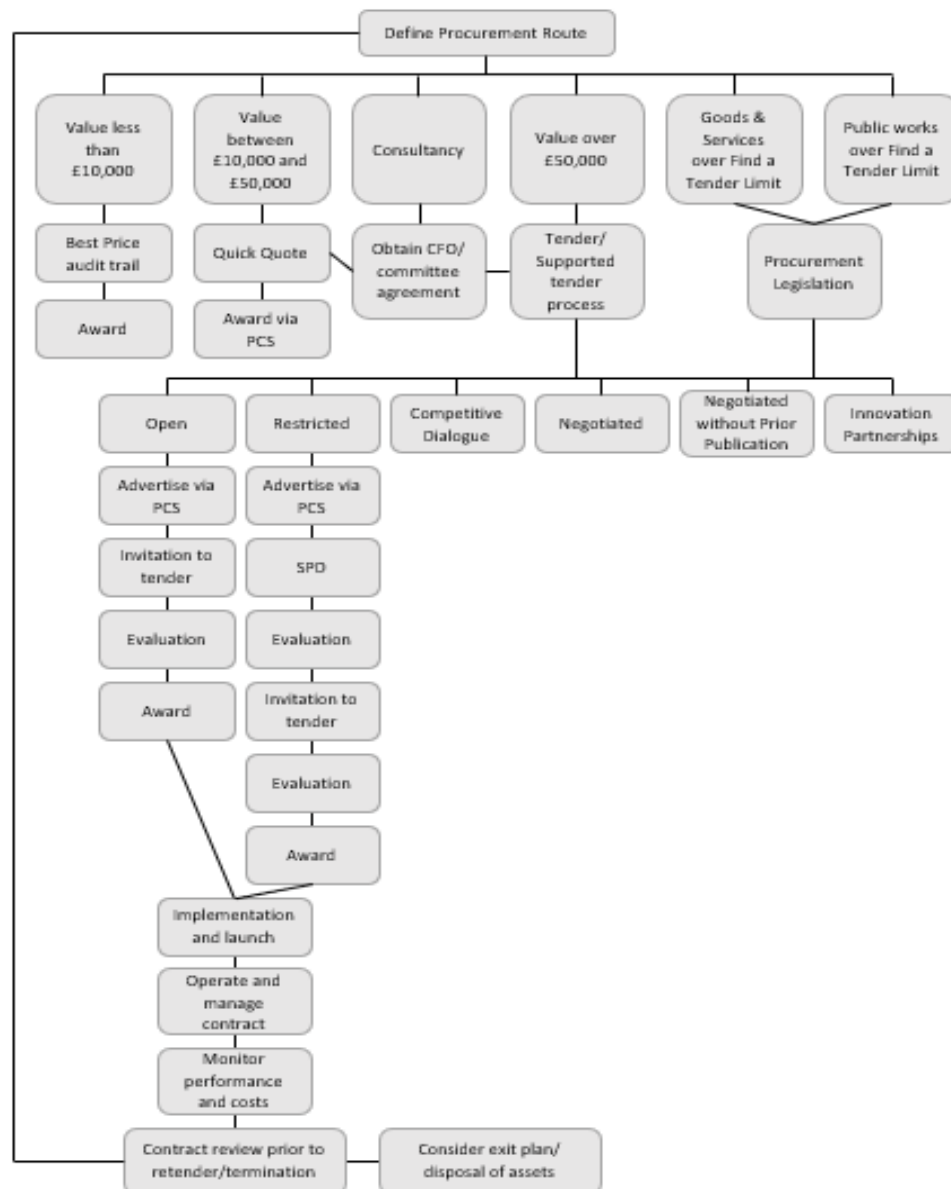 Define Procurement Route
Value less
than
£10,000
Value
between
£10,000 and
£50,000
Consultancy
Value over
£50,000
Goods &
Services
over Find a
Tender Limit
Public works
over Find a
Tender Limit
Best Price
audit trail
Quick Quote
Obtain CFO/
committee
agreement
Tender/
Supported
tender
process
Procurement
Legislation
Award
Award via
PCS
Open
Restricted
Competitive
Dialogue
Negotiated
Negotiated
without Prior
Publication
Innovation
Partnerships
Advertise via
PCS
Advertise via
PCS
Invitation to
tender
SPD
Evaluation
Evaluation
Award
Invitation to
tender
Evaluation
Award
Implementation
and launch
Operate and
manage
contract
Monitor
performance
and costs
Contract review prior to
retender/termination
Consider exit plan/
disposal of assets